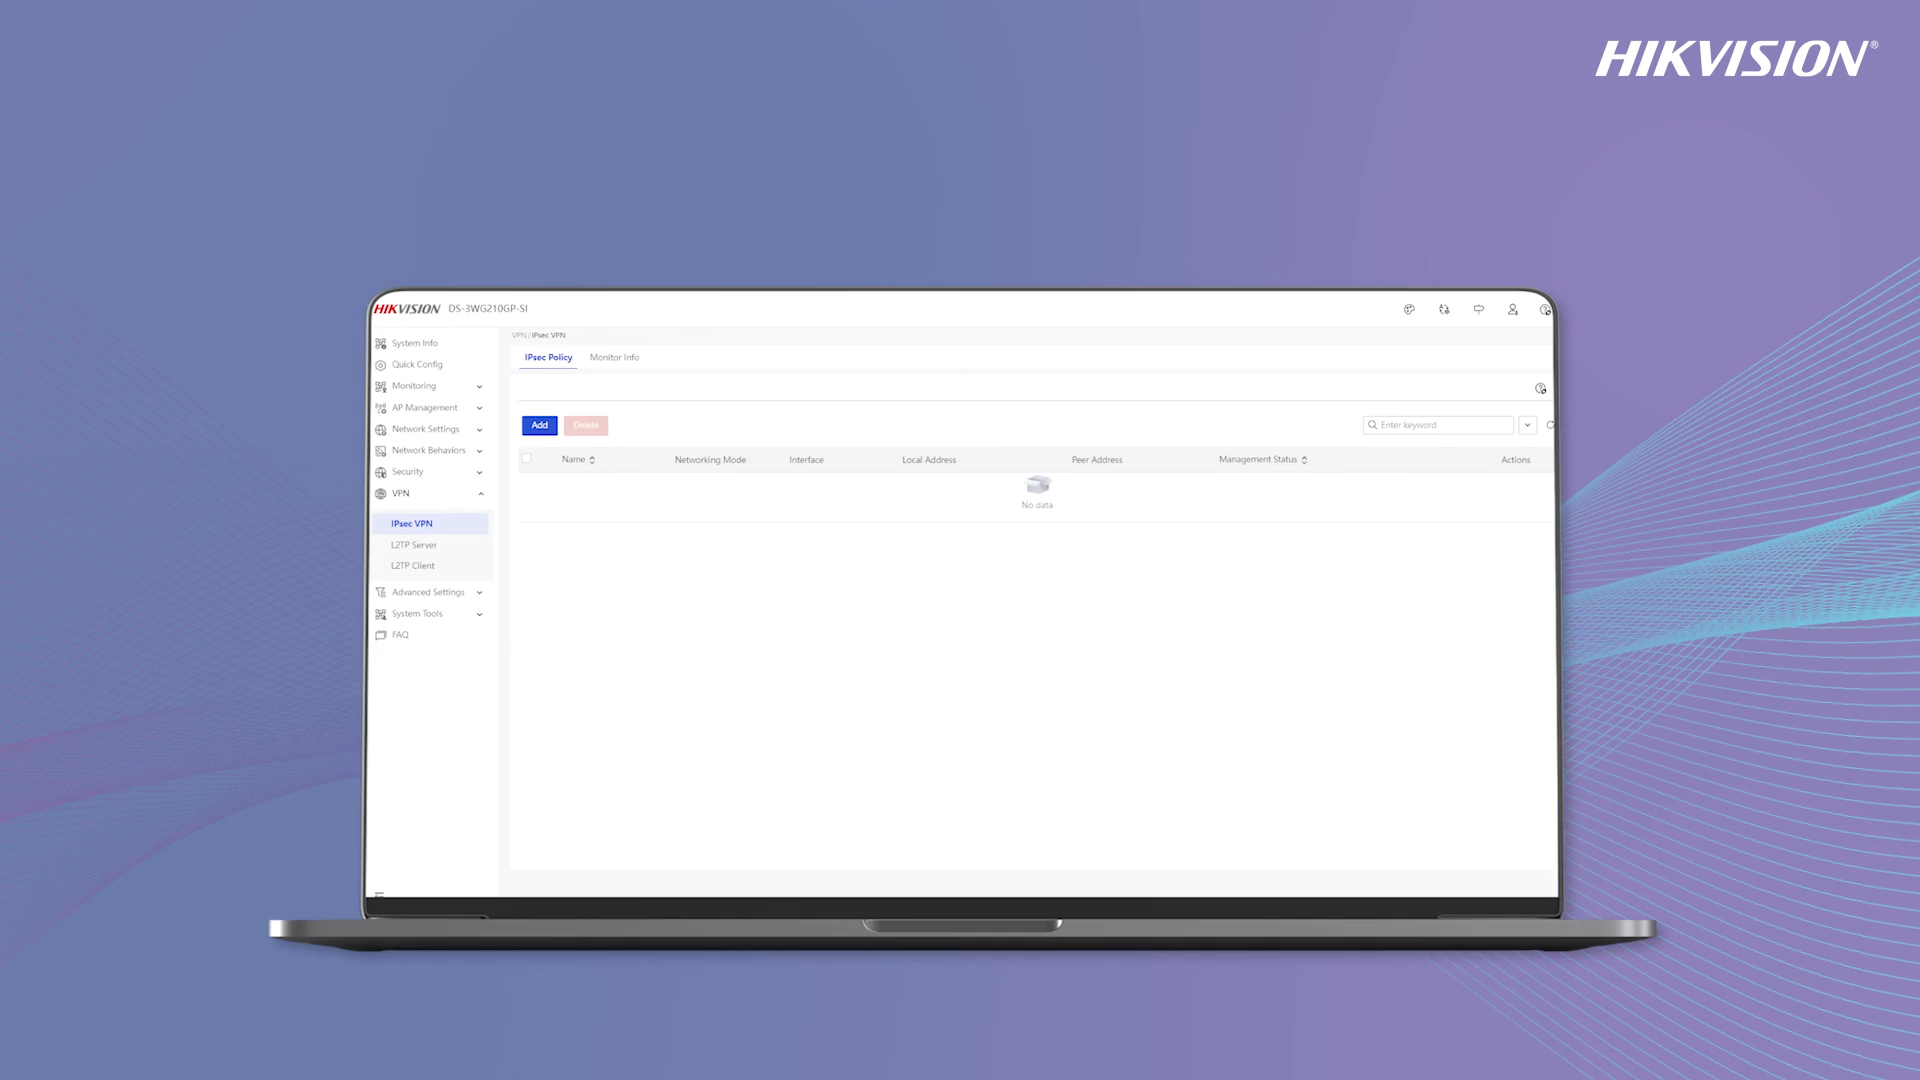 HIKVISION®
HIKVISION DS-3WG210GP-SI
System Info
Quick Config
Monitoring
AP Management
Network Settings
Network Behaviors
Security
VPN
IPsec VPN
L2TP Server
L2TP Client
Advanced Settings
System Tools
FAQ
VPN / IPsec VPN
IPsec Policy Monitor Info
Add Delete Enter keyword
Name Networking Mode Interface Local Address Peer Address Management Status Actions
No data